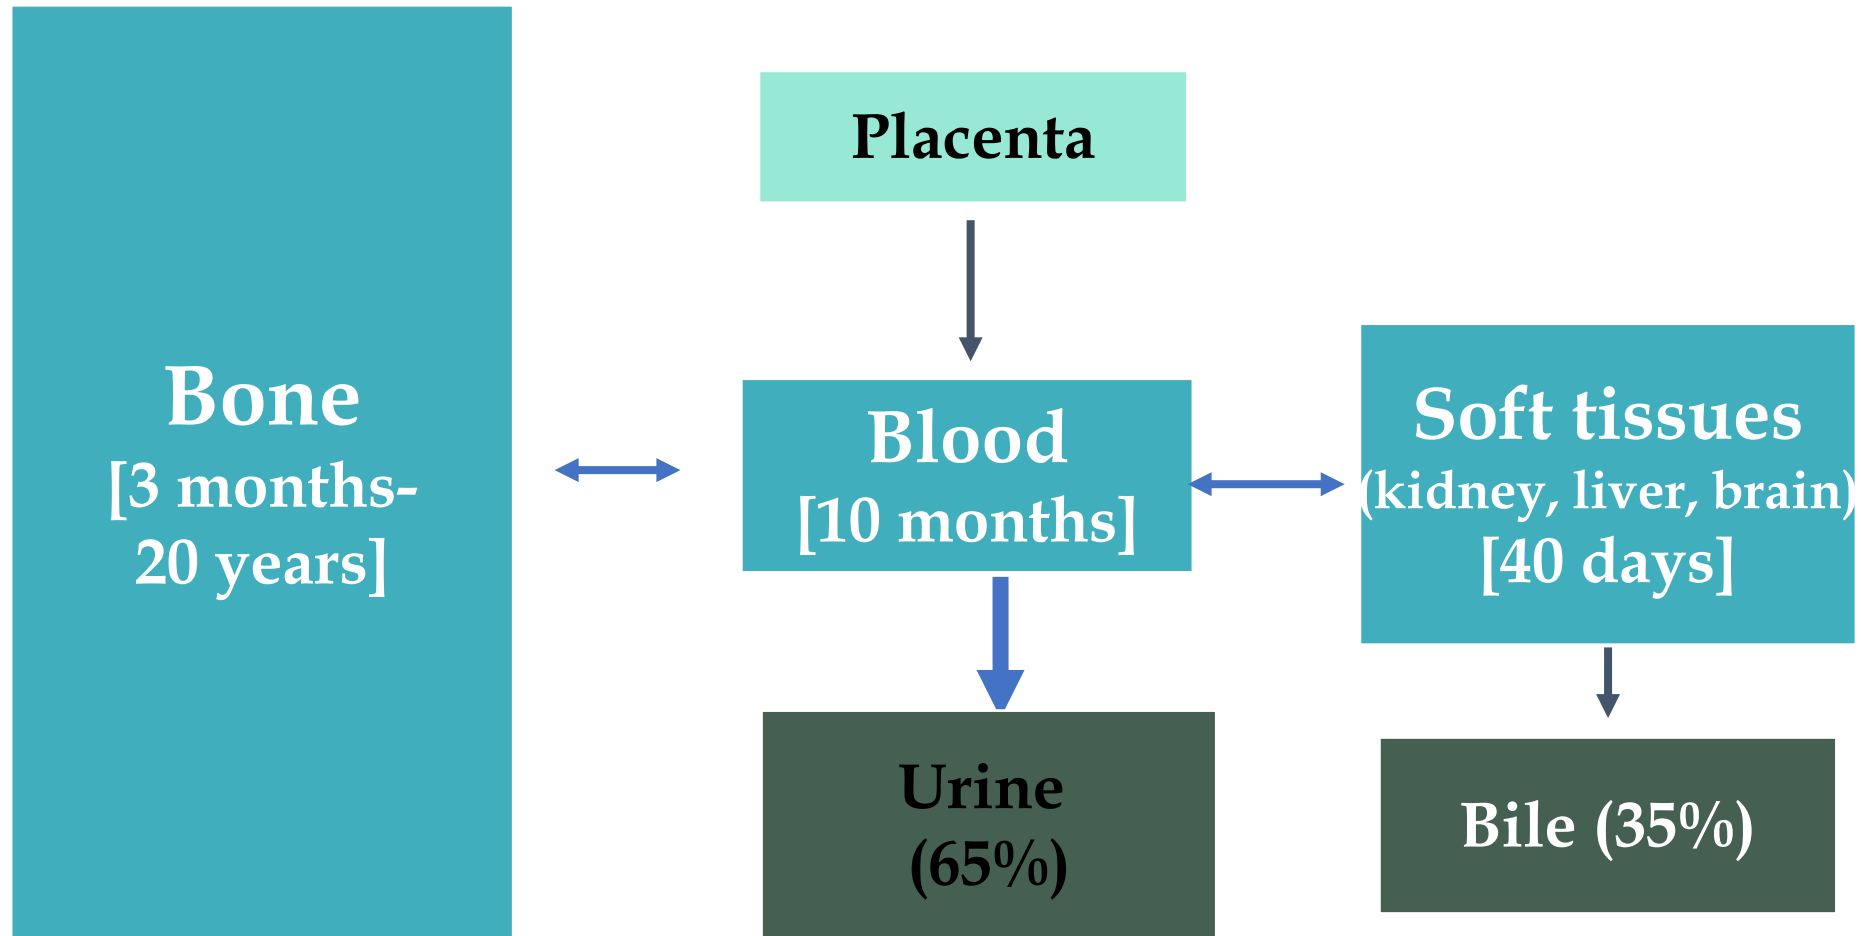 Bone
[3 months-
20 years]
Placenta
Blood
[10 months]
Soft tissues
(kidney, liver, brain)
[40 days]
Urine
(65%)
Bile (35%)